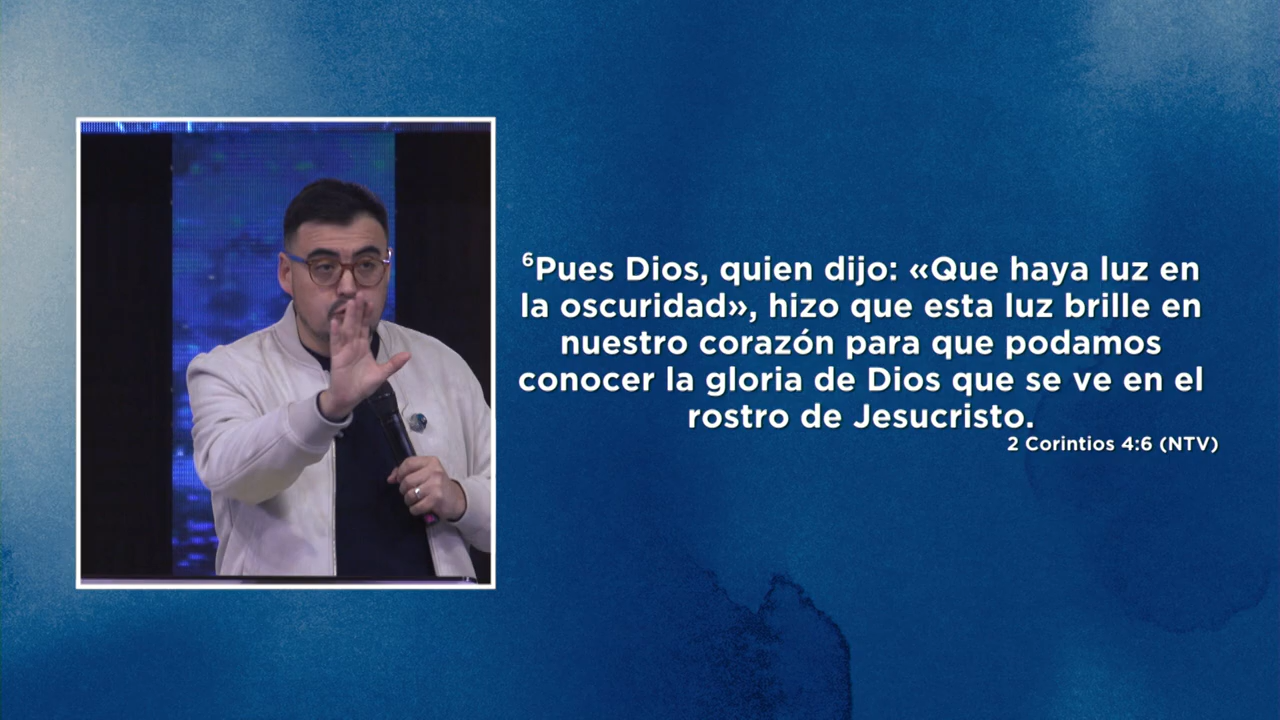 ⁶Pues Dios, quien dijo: «Que haya luz en
la oscuridad», hizo que esta luz brille en
nuestro corazón para que podamos
conocer la gloria de Dios que se ve en el
rostro de Jesucristo.
2 Corintios 4:6 (NTV)